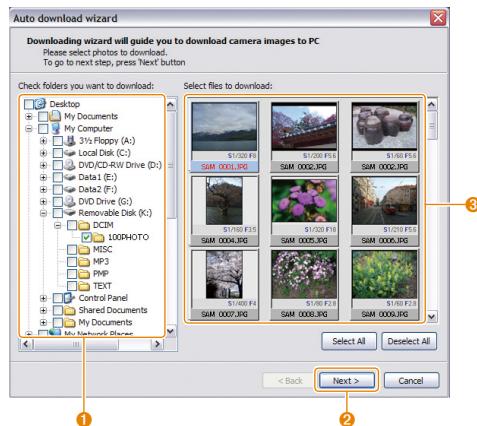 Auto download wizard
Downloading wizard will guide you to download camera images to PC
Please select photos to download.
To go to next step, press 'Next' button
Check folders you want to download:
Select files to download:
Desktop
My Documents
My Computer
3½ Floppy (A:)
Local Disk (C:)
DVD/CD-RW Drive (D:)
Data1 (E:)
Data2 (F:)
DVD Drive (G:)
Removable Disk (K:)
DCIM
100PHOTO
MISC
MP3
PMP
TEXT
Control Panel
Shared Documents
My Documents
My Network Places
S1/320 F8
SAM_0001.JPG
S1/200 F5.6
SAM_0002.JPG
S1/60 F5.6
SAM_0002.JPG
S1/160 F3.5
SAM_0004.JPG
S1/320 F10
SAM_0005.JPG
S1/210 F5.6
SAM_0006.JPG
S1/400 F4
SAM_0007.JPG
S1/80 F2.8
SAM_0008.JPG
S1/60 F2.8
SAM_0009.JPG
3
Select All
Deselect All
< Back
Next >
Cancel
1
2